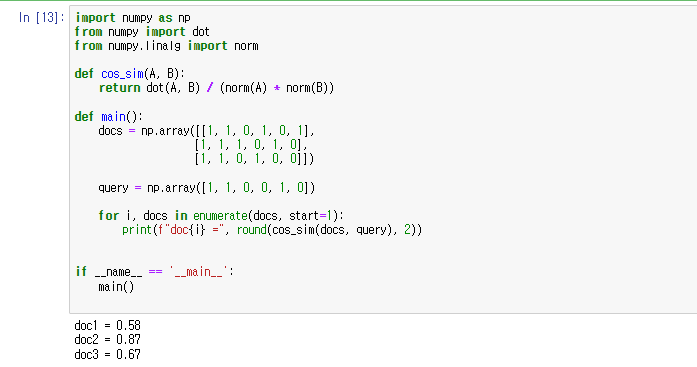 In [13]: import numpy as np
from numpy import dot
from numpy.linalg import norm
def cos_sim(A, B):
    return dot(A, B) / (norm(A) * norm(B))
def main():
    docs = np.array([[1, 1, 0, 1, 0, 1],
                     [1, 1, 1, 0, 1, 0],
                     [1, 1, 0, 1, 0, 0]])
    query = np.array([1, 1, 0, 0, 1, 0])
    for i, docs in enumerate(docs, start=1):
        print(f"doc{i} =", round(cos_sim(docs, query), 2))
if __name__ == '__main__':
    main()
doc1 = 0.58
doc2 = 0.87
doc3 = 0.67